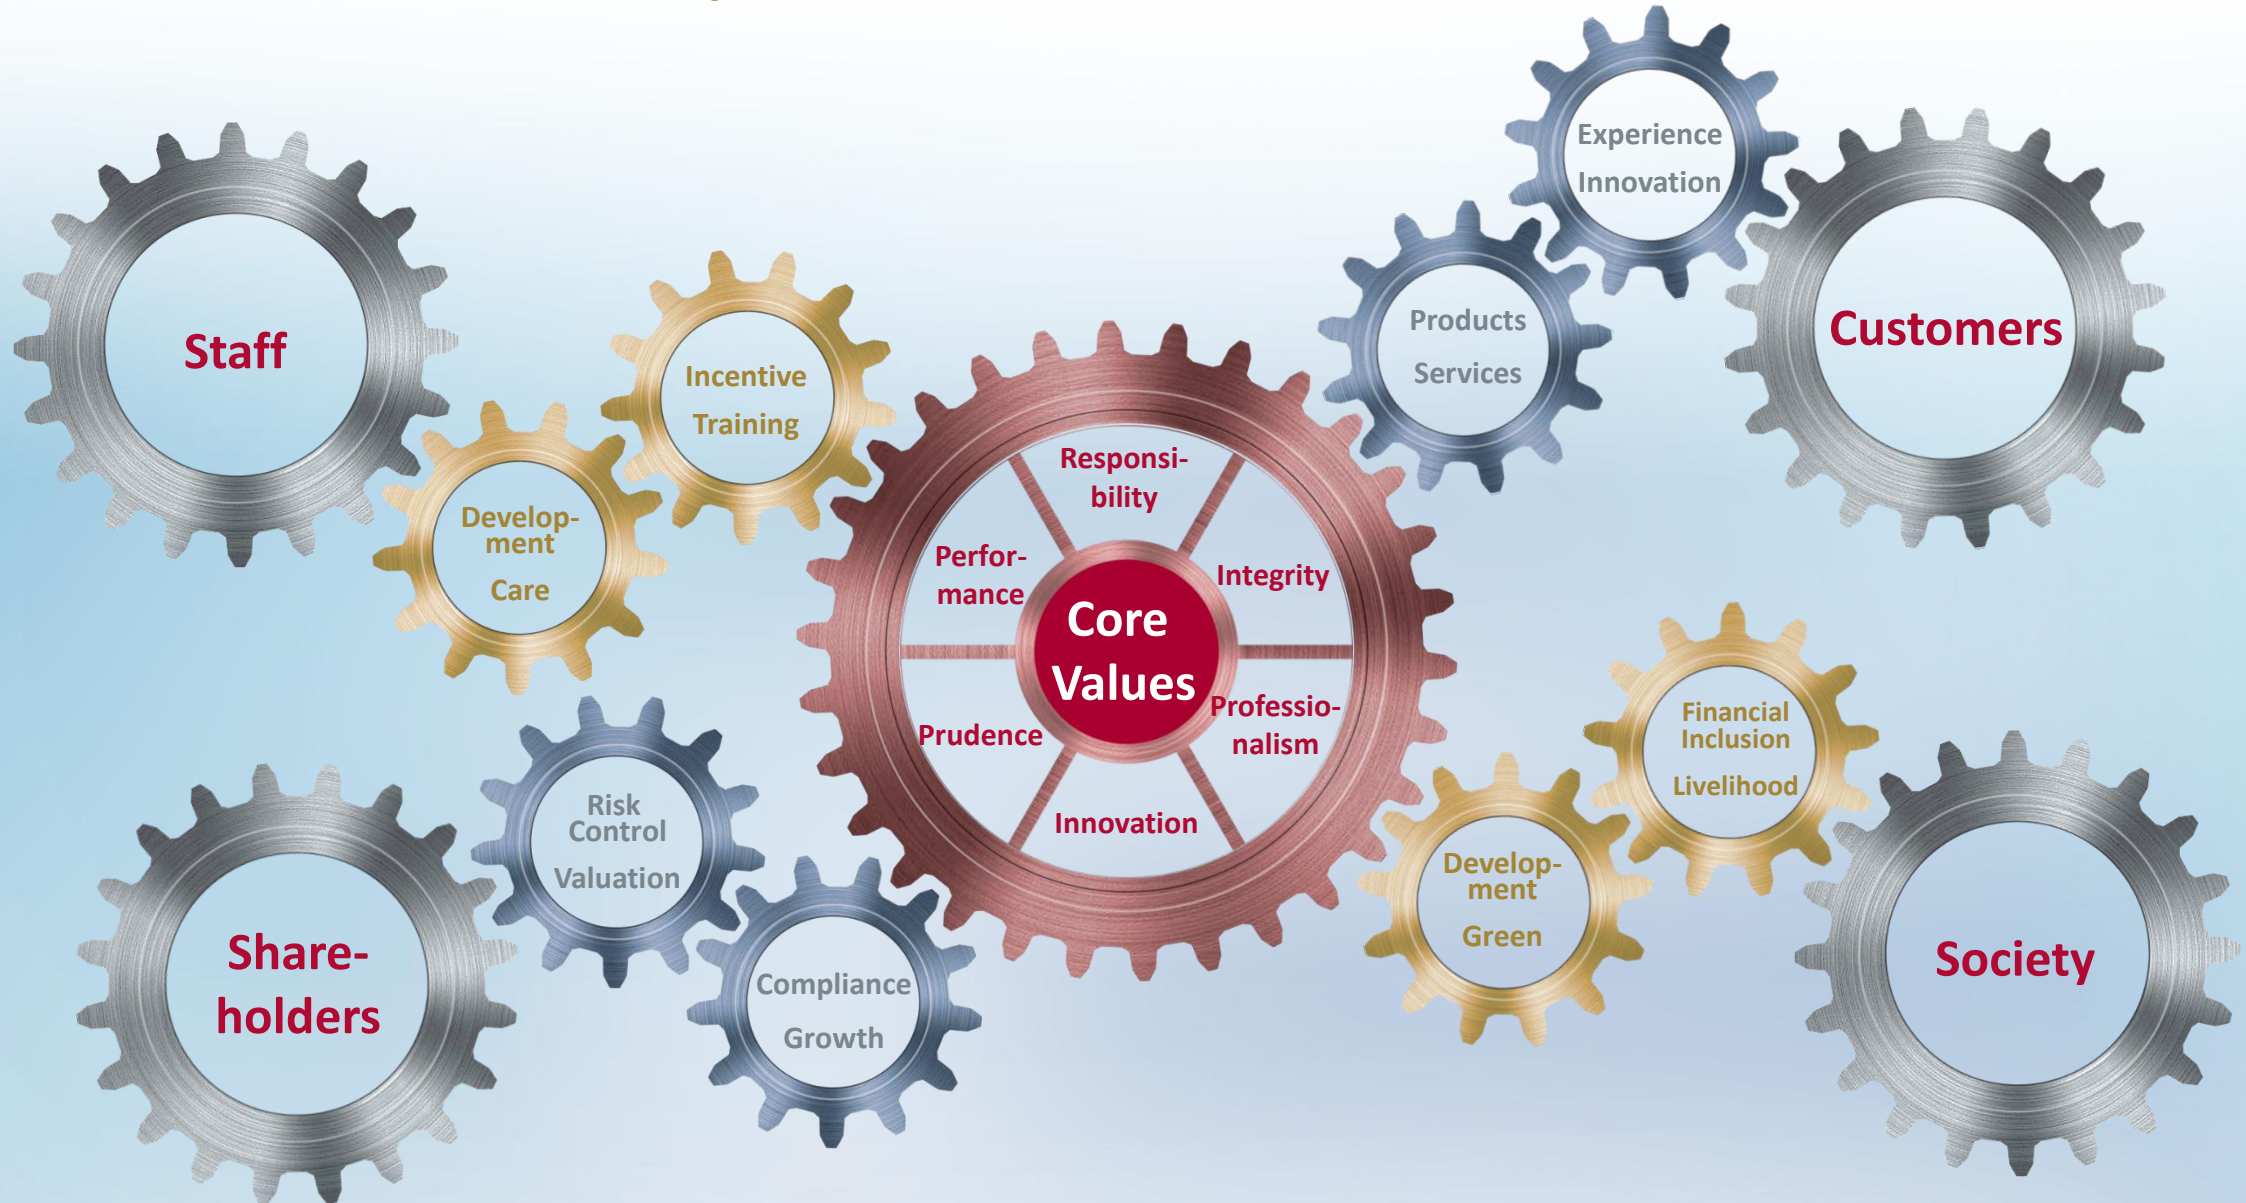 Staff
Incentive
Training
Develop-
ment
Care
Experience
Innovation
Products
Services
Customers
Responsi-
bility
Perfor-
mance
Integrity
Core
Values
Prudence
Professio-
nalism
Innovation
Risk
Control
Valuation
Compliance
Growth
Share-
holders
Financial
Inclusion
Livelihood
Develop-
ment
Green
Society